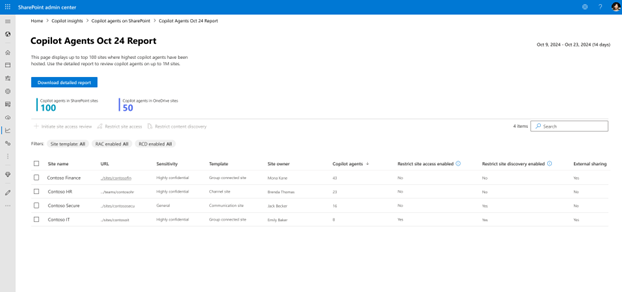 SharePoint admin center
Home > Copilot insights > Copilot agents on SharePoint > Copilot Agents Oct 24 Report
Copilot Agents Oct 24 Report
Oct 9, 2024 - Oct 23, 2024 (14 days)
This page displays up to top 100 sites where highest copilot agents have been
hosted. Use the detailed report to review copilot agents on up to 1M sites.
Download detailed report
Copilot agents in SharePoint sites
100
Copilot agents in OneDrive sites
50
Initiate site access review
Restrict site access
Restrict content discovery
4 items
Search
Filters:
Site template: All
RAC enabled: All
RCD enabled: All
Site name URL Sensitivity Template Site owner Copilot agents Restrict site access enabled Restrict site discovery enabled External sharing
Contoso Finance Highly confidential Group connected site Mona Kane 43 No No No
Contoso HR Highly confidential Channel site Brenda Thomas 23 No No No
Contoso Secure General Communication site Jack Becker Yes No No
Contoso IT Highly confidential Group connected site Emily Baker Yes No No